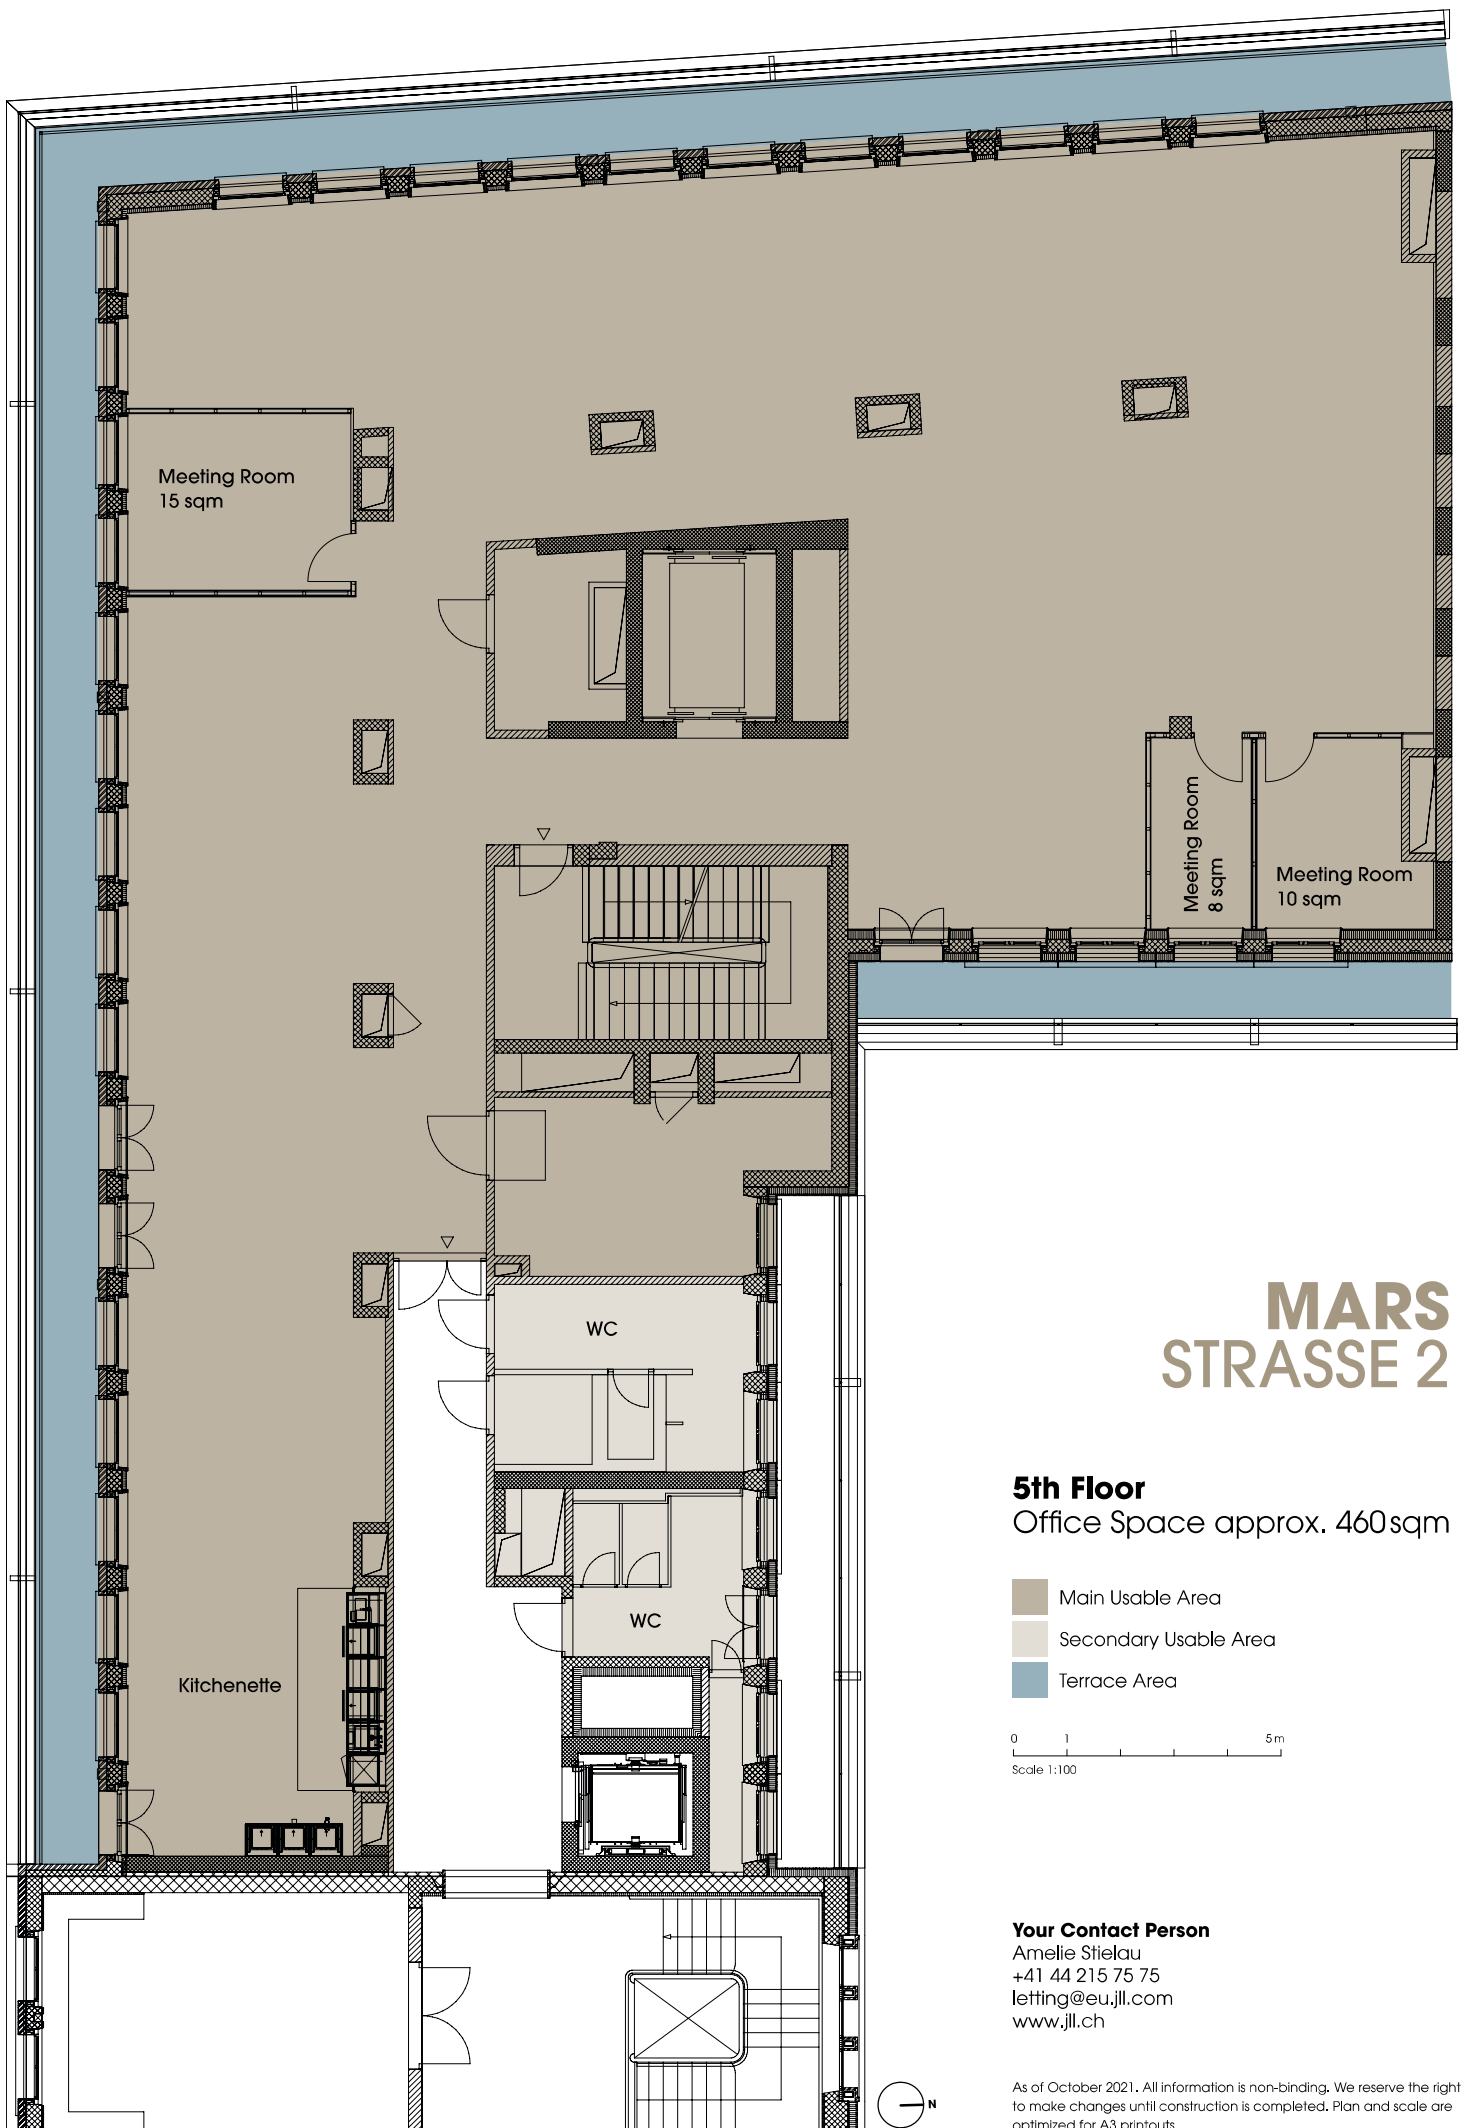 Meeting Room
15 sqm
Meeting Room
8 sqm
Meeting Room
10 sqm
WC
WC
Kitchenette
MARS
STRASSE 2
5th Floor
Office Space approx. 460 sqm
Main Usable Area
Secondary Usable Area
Terrace Area
0 1 5 m
Scale 1:100
Your Contact Person
Amelie Stielau
+41 44 215 75 75
letting@eu.jll.com
www.jll.ch
N
As of October 2021. All information is non-binding. We reserve the right
to make changes until construction is completed. Plan and scale are
optimized for A3 printouts.